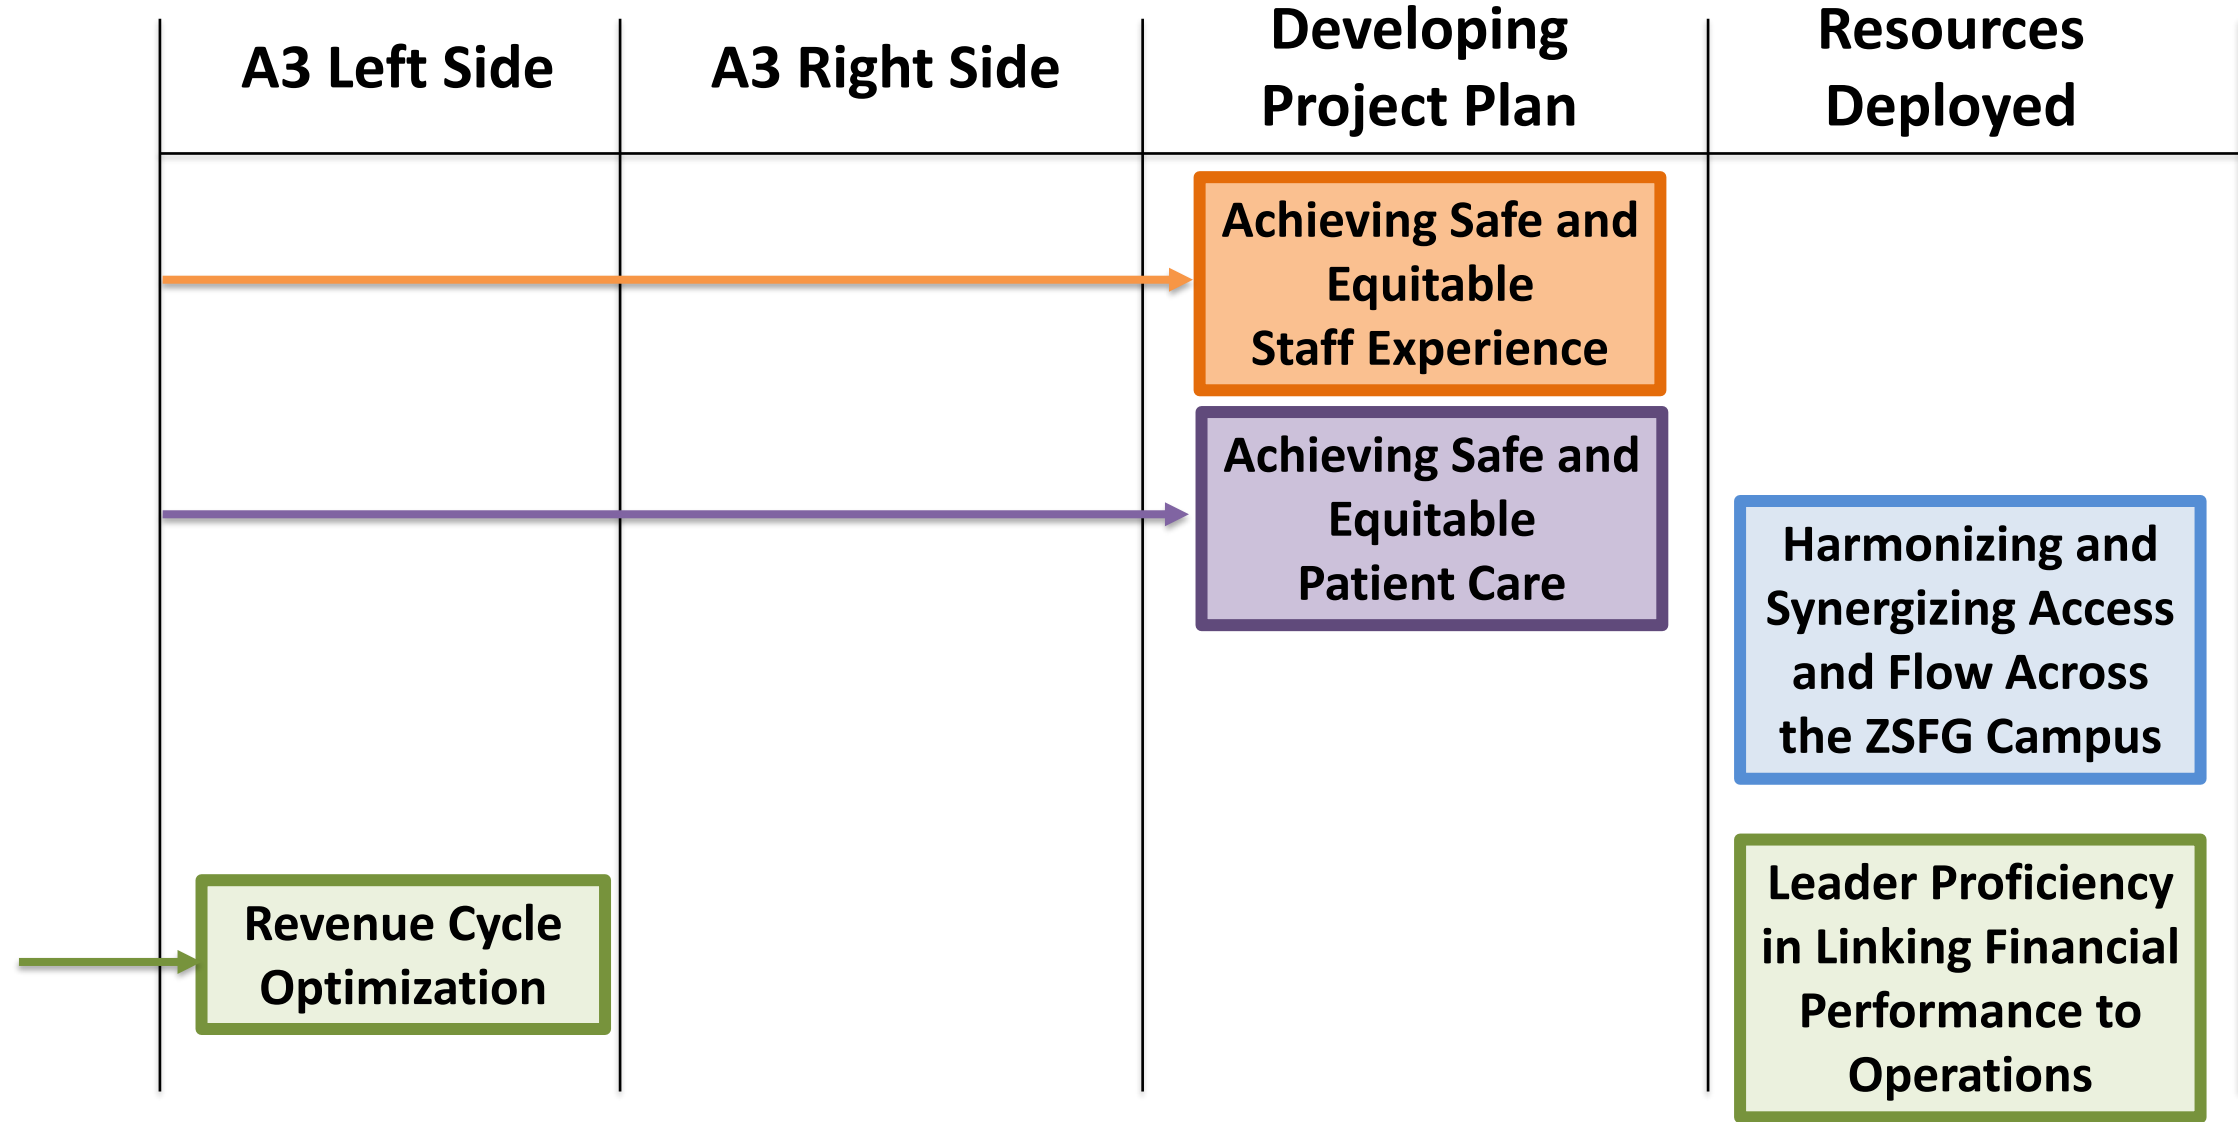 A3 Left Side
A3 Right Side
Developing
Project Plan
Resources
Deployed
Achieving Safe and
Equitable
Staff Experience
Achieving Safe and
Equitable
Patient Care
Harmonizing and
Synergizing Access
and Flow Across
the ZSFG Campus
Revenue Cycle
Optimization
Leader Proficiency
in Linking Financial
Performance to
Operations